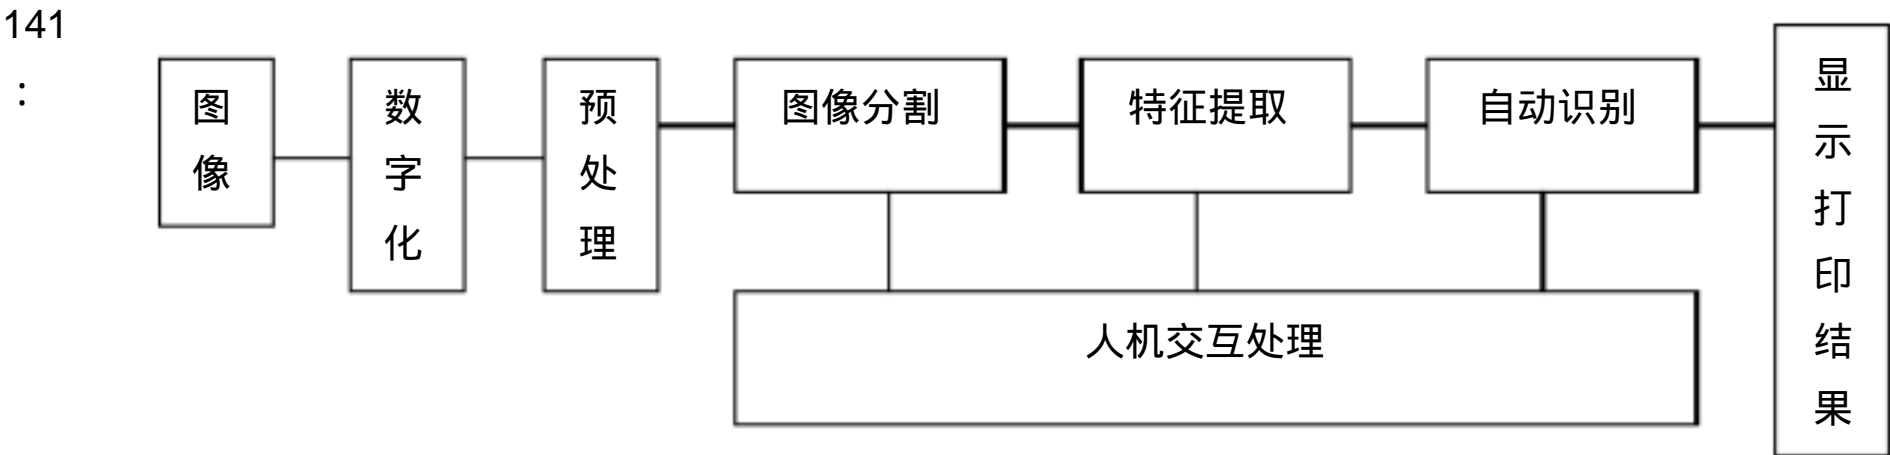 141
:
图像
数字化
预处理
图像分割
特征提取
自动识别
显示打印结果
人机交互处理